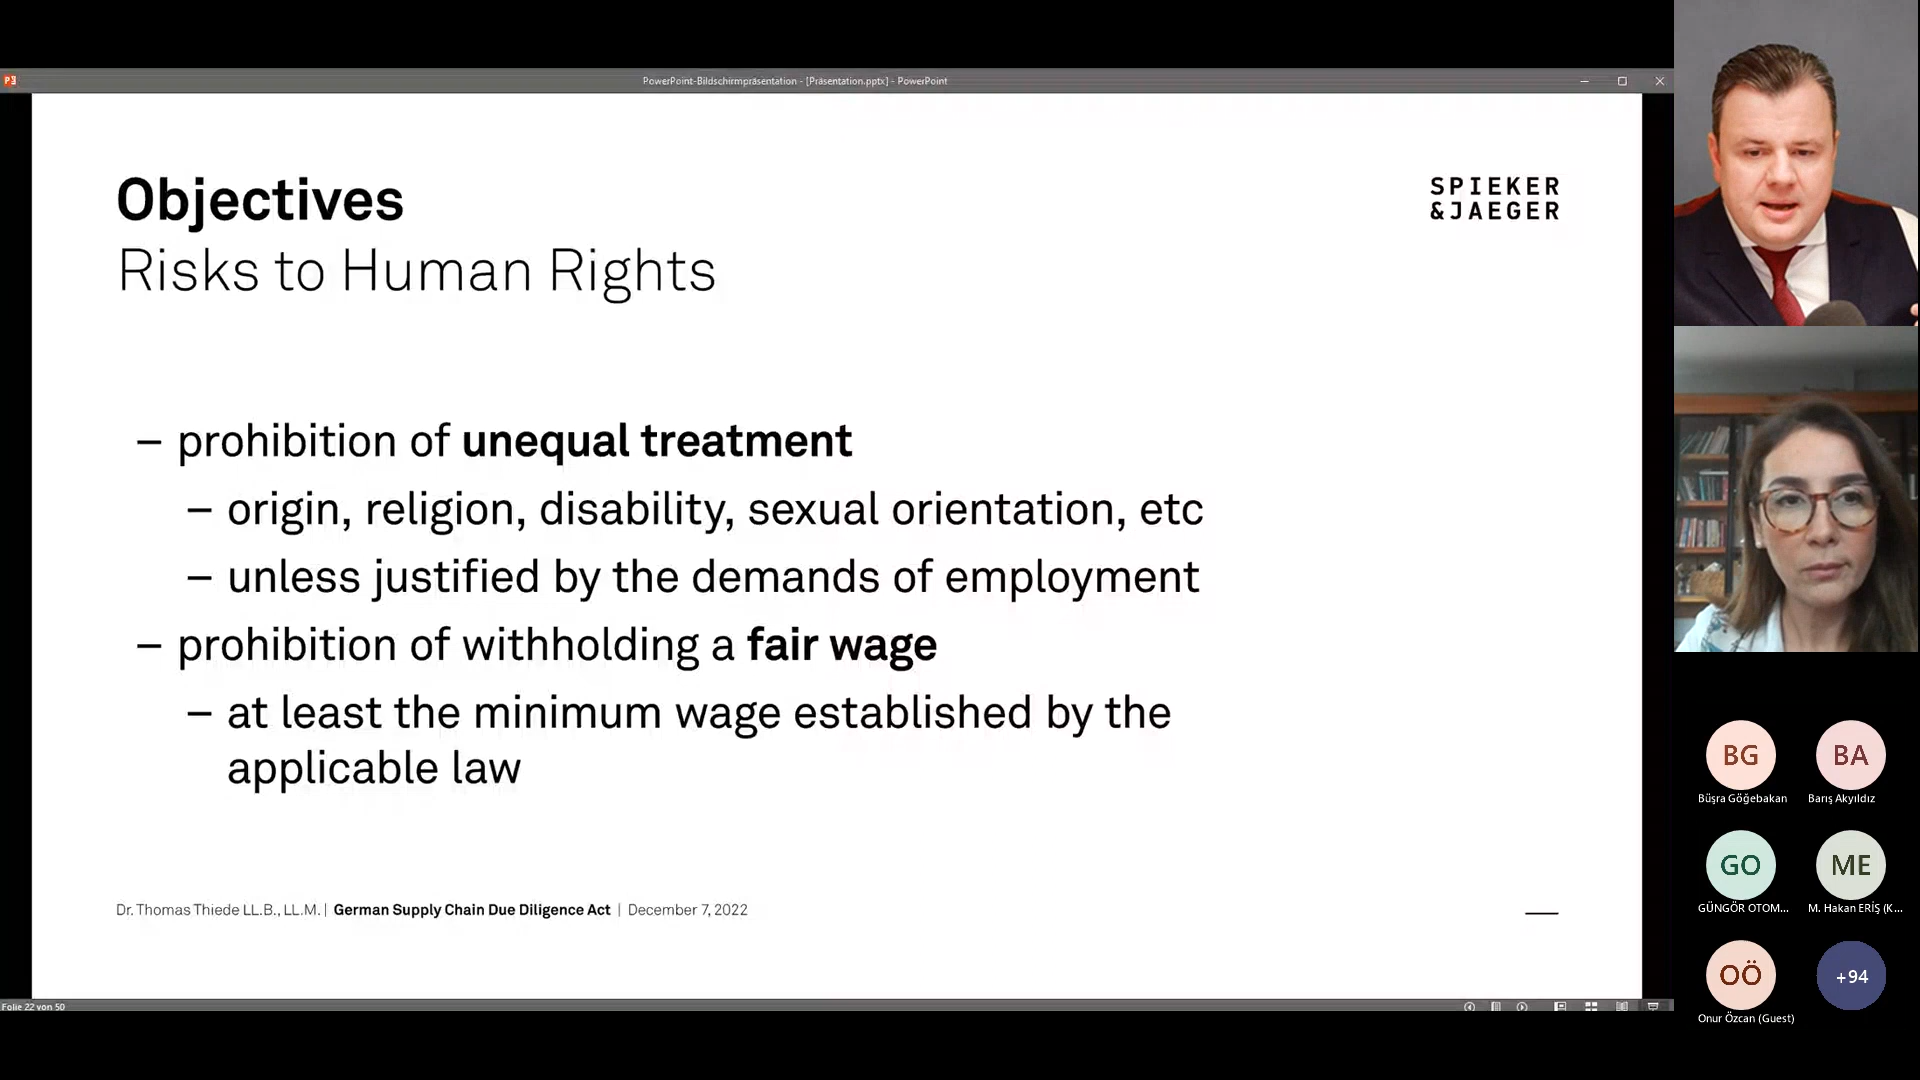 PowerPoint-Bildschirmpräsentation - [Präsentation.pptx] - PowerPoint
Objectives
Risks to Human Rights
SPIEKER
&JAEGER
– prohibition of unequal treatment
– origin, religion, disability, sexual orientation, etc
– unless justified by the demands of employment
– prohibition of withholding a fair wage
– at least the minimum wage established by the
applicable law
Dr. Thomas Thiede LL.B., LL.M. | German Supply Chain Due Diligence Act | December 7, 2022
Folie 22 von 50
BG
Büşra Göğebakan
BA
Barış Akyıldız
GO
GÜNGÖR OTOM...
ME
M. Hakan ERİŞ (K...
OÖ
Onur Özcan (Guest)
+94